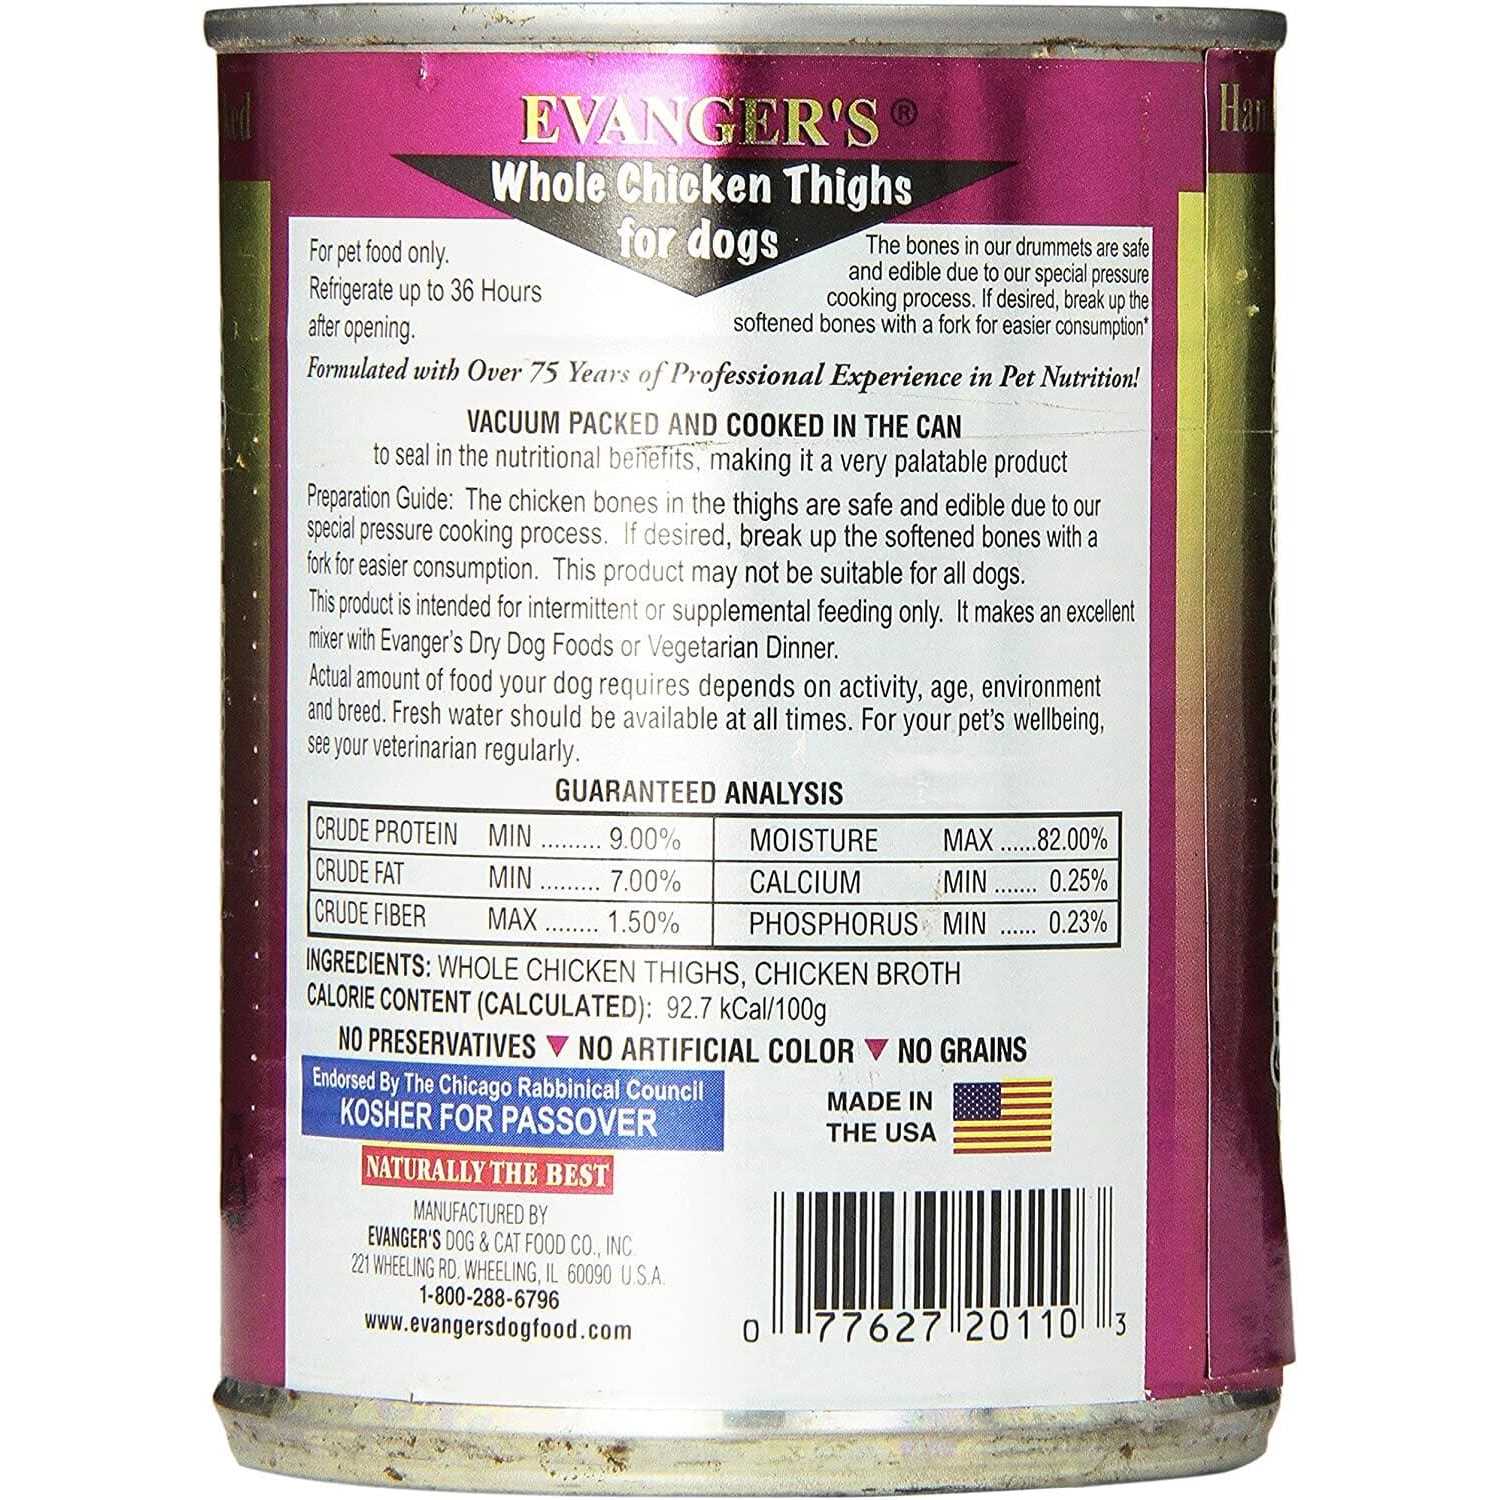 ked
Han
EVANGER'S®
Whole Chicken Thighs
for dogs
For pet food only.
Refrigerate up to 36 Hours
after opening.
The bones in our drummets are safe
and edible due to our special pressure
cooking process. If desired, break up the
softened bones with a fork for easier consumption*
Formulated with Over 75 Years of Professional Experience in Pet Nutrition!
VACUUM PACKED AND COOKED IN THE CAN
to seal in the nutritional benefits, making it a very palatable product
Preparation Guide: The chicken bones in the thighs are safe and edible due to our
special pressure cooking process. If desired, break up the softened bones with a
fork for easier consumption. This product may not be suitable for all dogs.
This product is intended for intermittent or supplemental feeding only. It makes an excellent
mixer with Evanger's Dry Dog Foods or Vegetarian Dinner.
Actual amount of food your dog requires depends on activity, age, environment
and breed. Fresh water should be available at all times. For your pet's wellbeing,
see your veterinarian regularly.
GUARANTEED ANALYSIS
CRUDE PROTEIN MIN ......... 9.00% MOISTURE MAX ......82.00%
CRUDE FAT MIN ......... 7.00% CALCIUM MIN ....... 0.25%
CRUDE FIBER MAX ........ 1.50% PHOSPHORUS MIN ...... 0.23%
INGREDIENTS: WHOLE CHICKEN THIGHS, CHICKEN BROTH
CALORIE CONTENT (CALCULATED): 92.7 kCal/100g
NO PRESERVATIVES ▼ NO ARTIFICIAL COLOR ▼ NO GRAINS
Endorsed By The Chicago Rabbinical Council
KOSHER FOR PASSOVER
MADE IN
THE USA
NATURALLY THE BEST
MANUFACTURED BY
EVANGER'S DOG & CAT FOOD CO., INC.
221 WHEELING RD. WHEELING, IL 60090 U.S.A.
1-800-288-6796
www.evangersdogfood.com
0 77627 20110 3